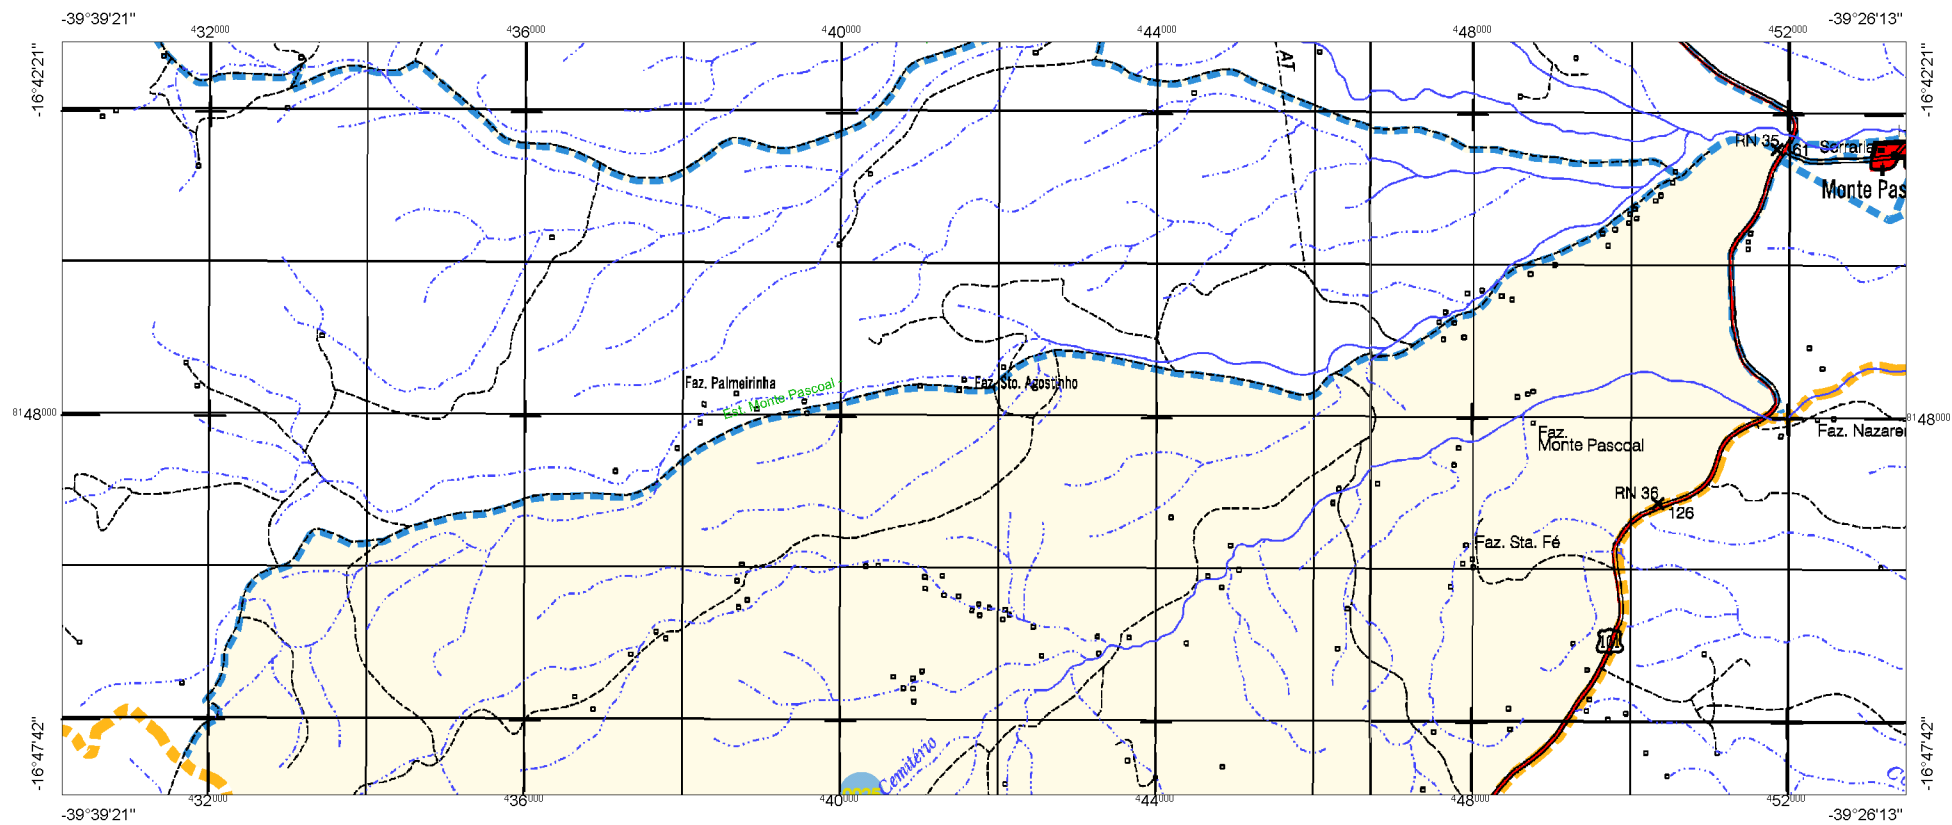 -39°39'21"
-39°26'13"
432000
436000
440000
444000
448000
452000
-16°42'21"
-16°42'21"
AT
RN 35
61
Serraria
Monte Pas
Faz. Palmeirinha
Est. Monte Pascoal
Faz. Sto. Agostinho
8148000
8148000
Faz.
Monte Pascoal
Faz. Nazarer
RN 36
126
Faz. Sta. Fé
101
-16°47'42"
-16°47'42"
Cemitério
432000
436000
440000
444000
448000
452000
-39°39'21"
-39°26'13"